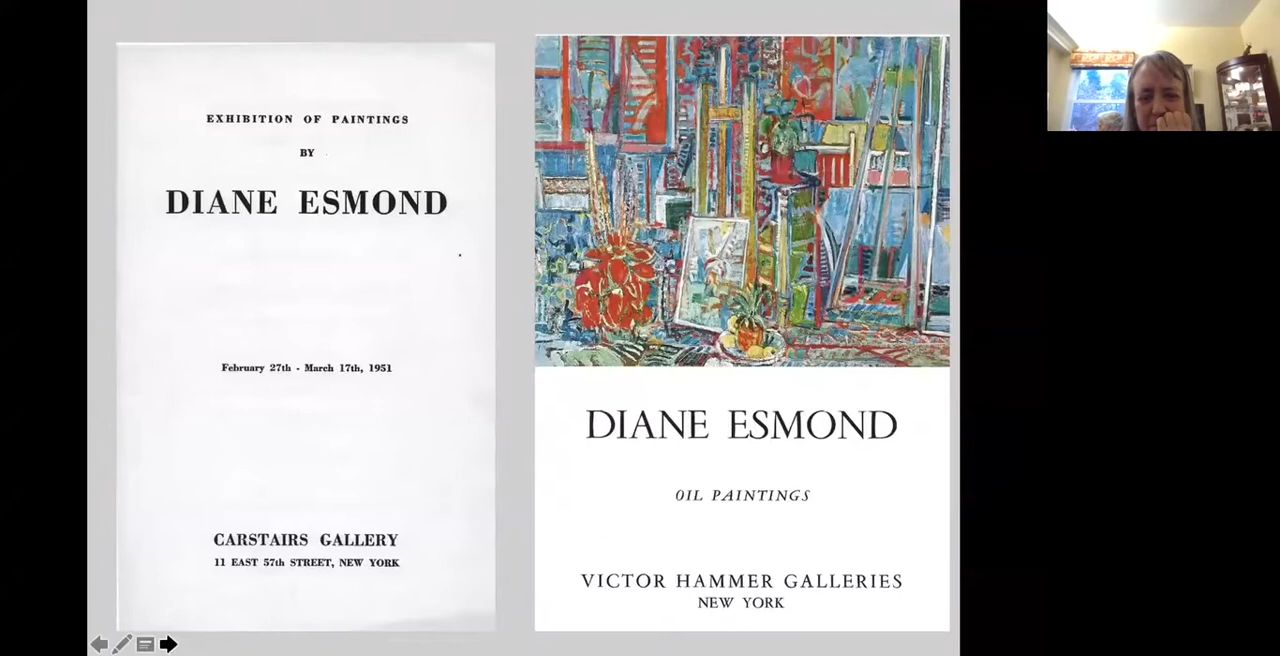 EXHIBITION OF PAINTINGS
BY
DIANE ESMOND
February 27th - March 17th, 1951
CARSTAIRS GALLERY
11 EAST 57th STREET, NEW YORK
DIANE ESMOND
OIL PAINTINGS
VICTOR HAMMER GALLERIES
NEW YORK